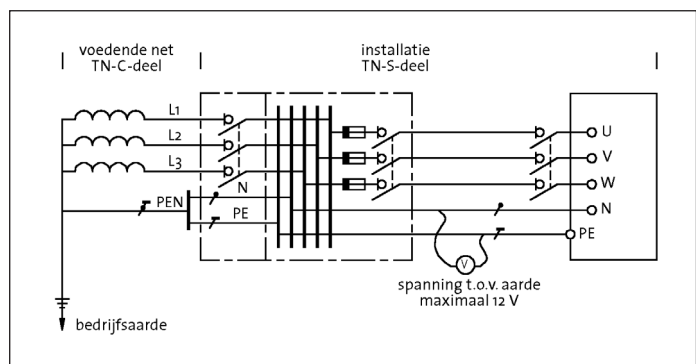 voedende net
TN-C-deel
installatie
TN-S-deel
L1
L2
L3
N
PEN
PE
U
V
W
N
PE
V
spanning t.o.v. aarde
maximaal 12 V
bedrijfsaarde